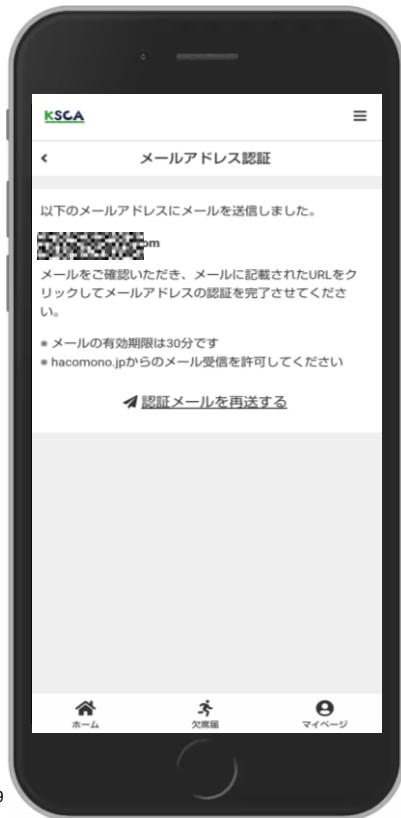 KSCA
メールアドレス認証
以下のメールアドレスにメールを送信しました。
om
メールをご確認いただき、メールに記載されたURLをク
リックしてメールアドレスの認証を完了させてくださ
い。
※ メールの有効期限は30分です
※ hacomono.jpからのメール受信を許可してください
認証メールを再送する
ホーム
欠席届
マイページ
9